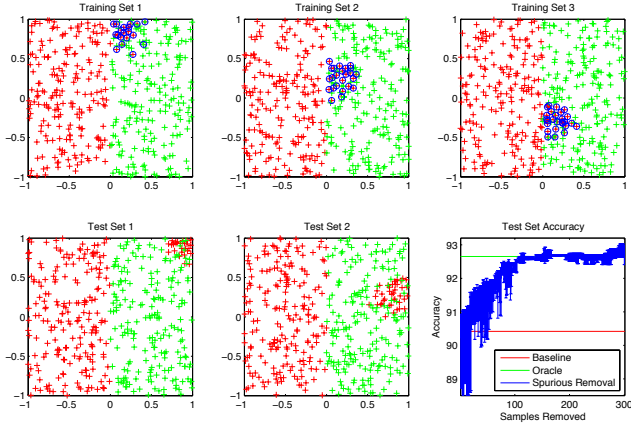 Training Set 1
Training Set 2
Training Set 3
1
0.5
0
−0.5
−1
−1 −0.5 0 0.5 1
1
0.5
0
−0.5
−1
−1 −0.5 0 0.5 1
1
0.5
0
−0.5
−1
−1 −0.5 0 0.5 1
Test Set 1
Test Set 2
Test Set Accuracy
1
0.5
0
−0.5
−1
−1 −0.5 0 0.5 1
1
0.5
0
−0.5
−1
−1 −0.5 0 0.5 1
Accuracy
93
92
91
90
89
Baseline
Oracle
Spurious Removal
100 200 300
Samples Removed